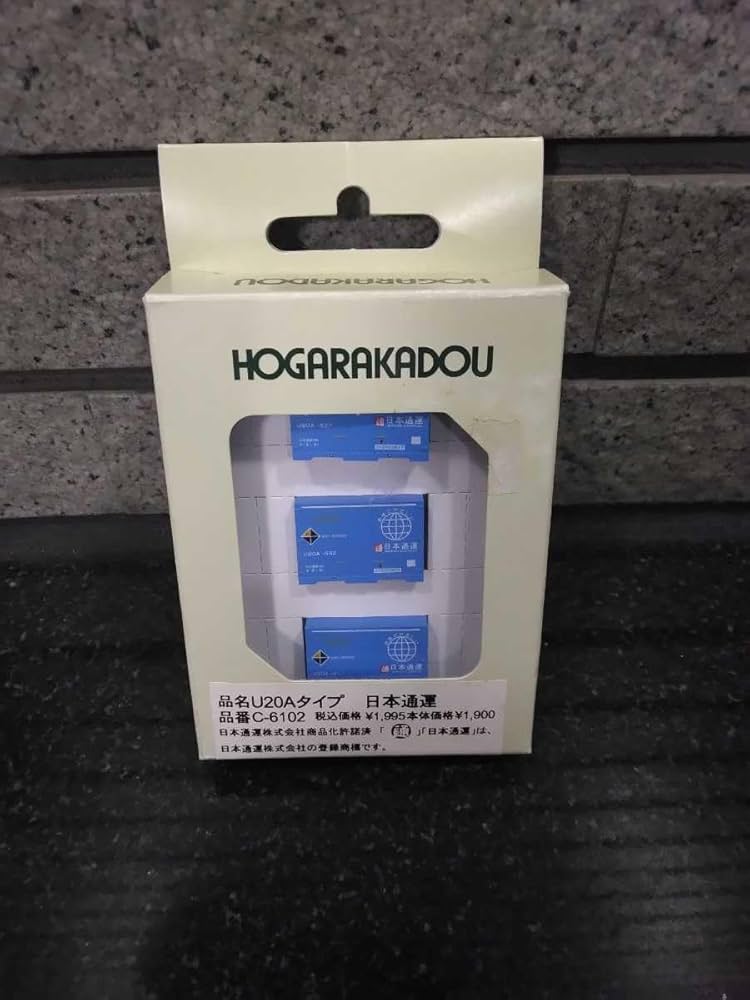 HOGARAKADOU
HOGARAKADOU
日本通運
U20A -532
日本通運
日本通運
品名U20Aタイプ 日本通運
品番C-6102 税込価格 ¥1,995本体価格¥1,900
日本通運株式会社商品化許諾済 「通」「日本通運」は、
日本通運株式会社の登録商標です。